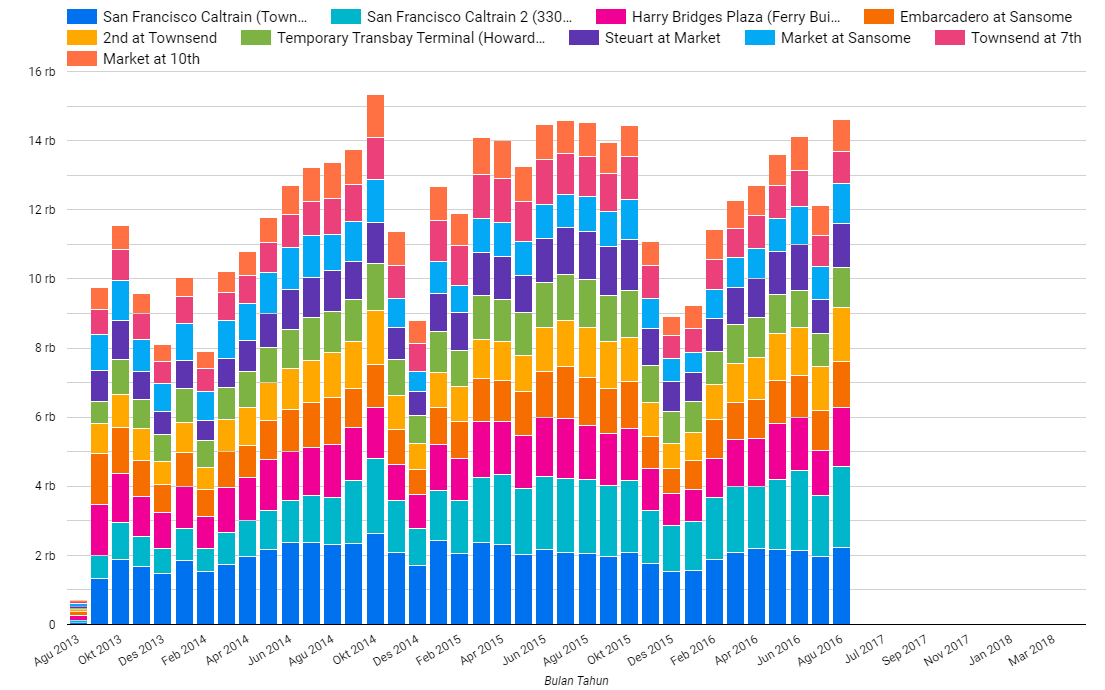 San Francisco Caltrain (Town... San Francisco Caltrain 2 (330... Harry Bridges Plaza (Ferry Bui... Embarcadero at Sansome
2nd at Townsend Temporary Transbay Terminal (Howard... Steuart at Market Market at Sansome Townsend at 7th
Market at 10th
16 rb
14 rb
12 rb
10 rb
8 rb
6 rb
4 rb
2 rb
0
Agu 2013 Okt 2013 Des 2013 Feb 2014 Apr 2014 Jun 2014 Agu 2014 Okt 2014 Des 2014 Feb 2015 Apr 2015 Jun 2015 Agu 2015 Okt 2015 Des 2015 Feb 2016 Apr 2016 Jun 2016 Agu 2016 Jul 2017 Sep 2017 Nov 2017 Jan 2018 Mar 2018
Bulan Tahun